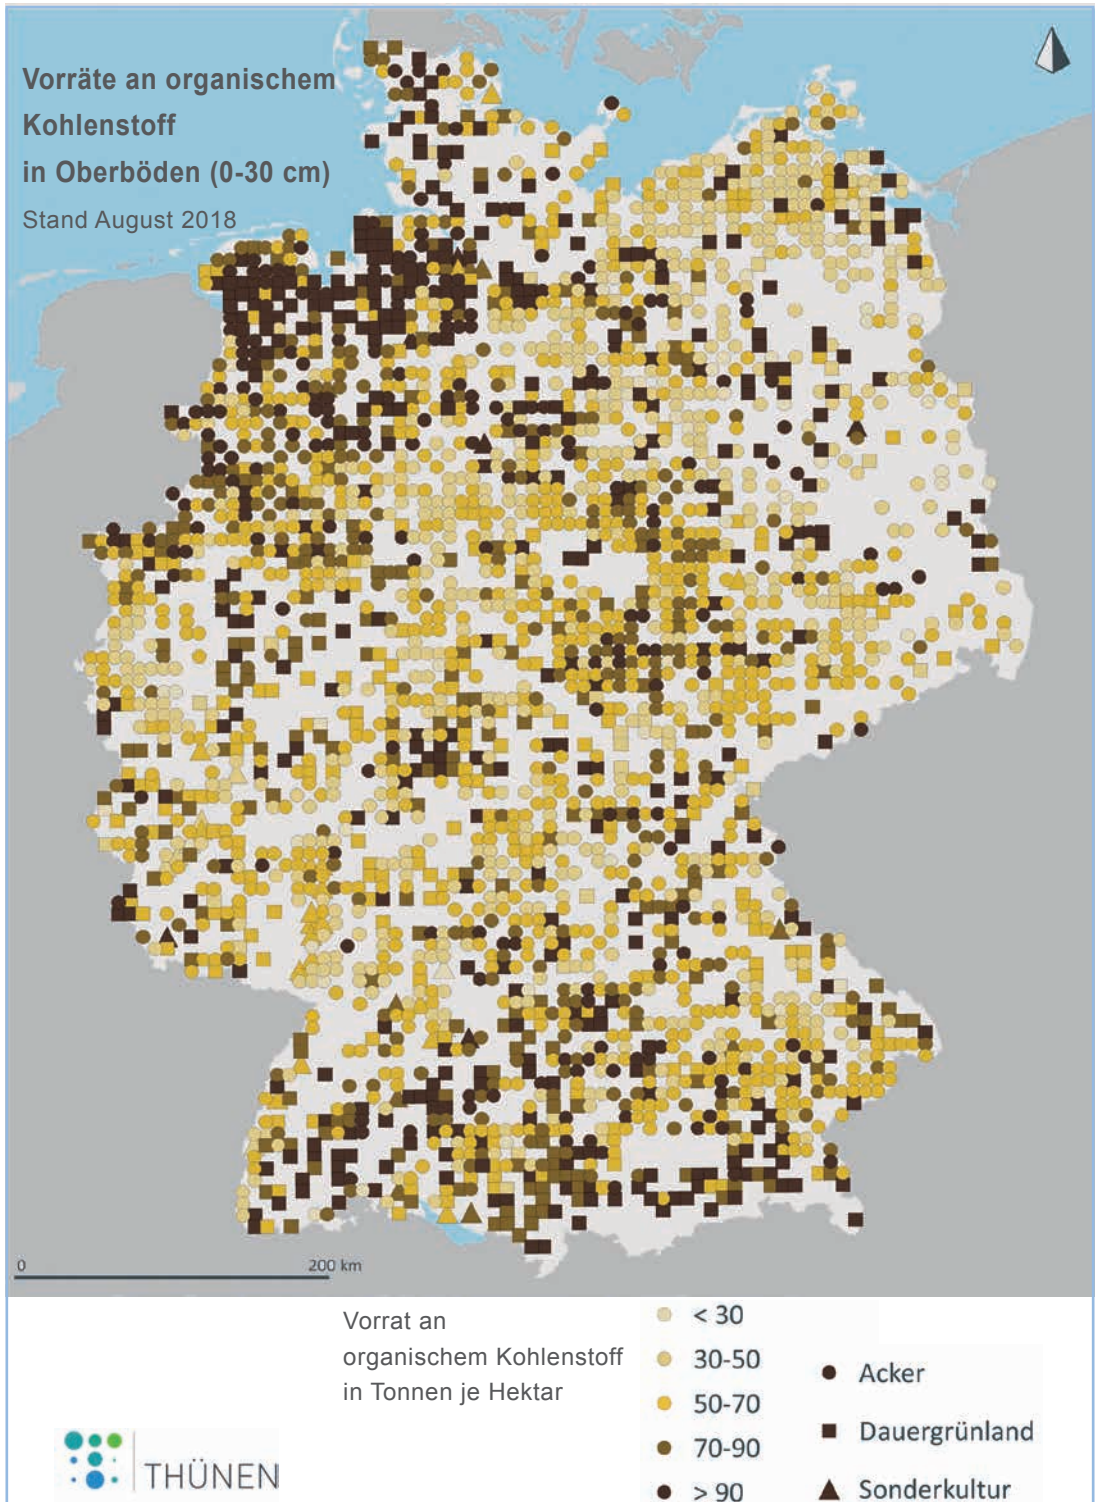 Vorräte an organischem
Kohlenstoff
in Oberböden (0-30 cm)
Stand August 2018
0
200 km
Vorrat an
organischem Kohlenstoff
in Tonnen je Hektar
< 30
30-50
50-70
70-90
> 90
Acker
Dauergrünland
Sonderkultur
THÜNEN